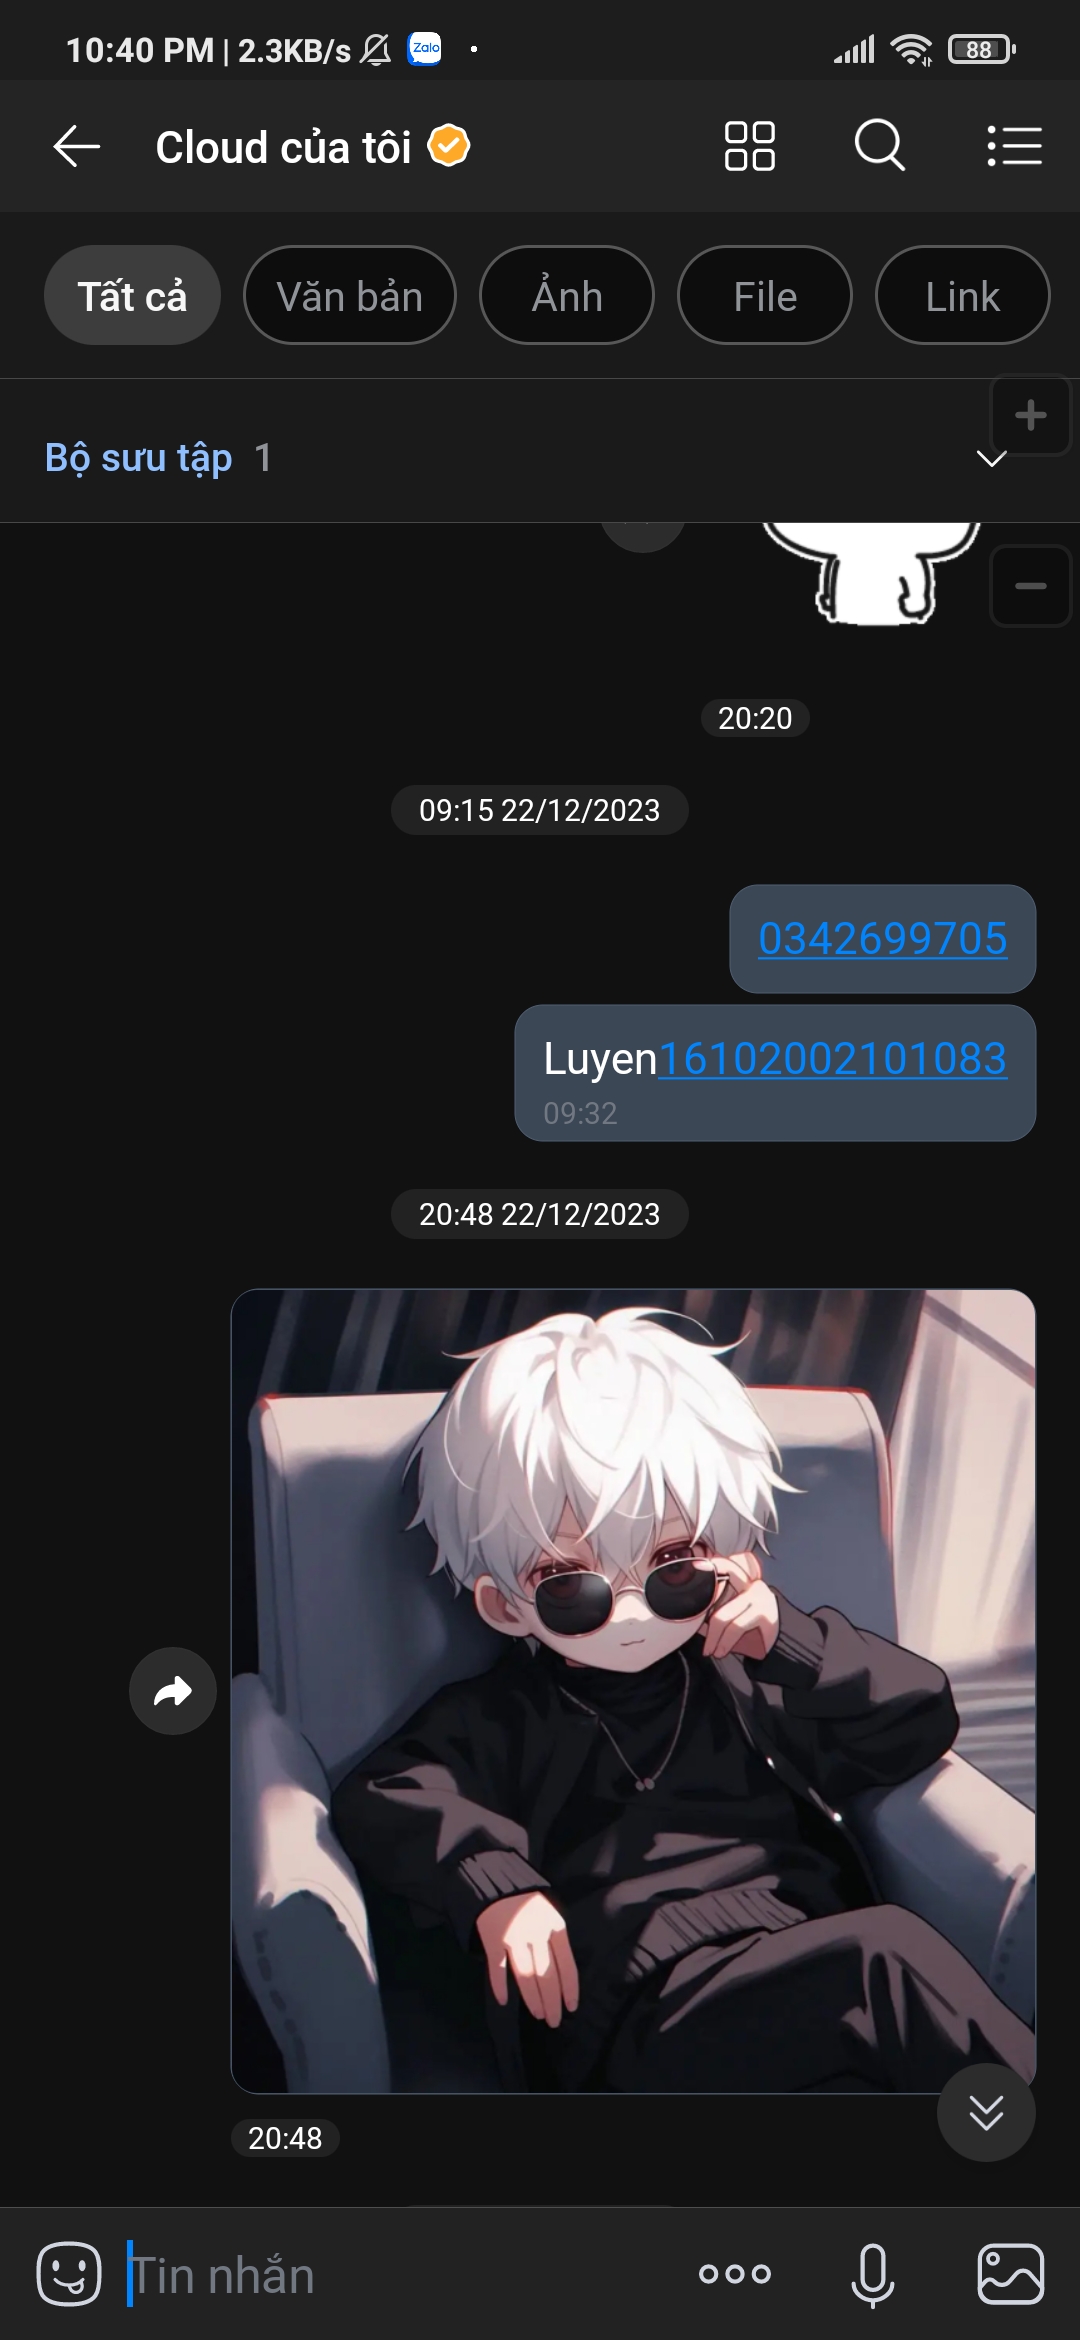 10:40 PM | 2.3KB/s Zalo 88
Cloud của tôi
Tất cả Văn bản Ảnh File Link
Bộ sưu tập 1
20:20
09:15 22/12/2023
0342699705
Luyen16102002101083
09:32
20:48 22/12/2023
20:48
Tin nhắn